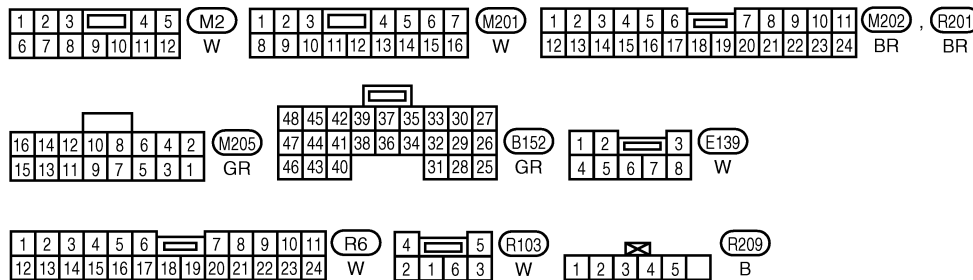 1 2 3 4 5 M2 1 2 3 4 5 6 7 M201 1 2 3 4 5 6 7 8 9 10 11 M202 , R201
6 7 8 9 10 11 12 W 8 9 10 11 12 13 14 15 16 W 12 13 14 15 16 17 18 19 20 21 22 23 24 BR BR
48 45 42 39 37 35 33 30 27
16 14 12 10 8 6 4 2 M205 47 44 41 38 36 34 32 29 26 B152 1 2 3 E139
15 13 11 9 7 5 3 1 GR 46 43 40 31 28 25 GR 4 5 6 7 8 W
1 2 3 4 5 6 7 8 9 10 11 R6 4 5 R103 R209
12 13 14 15 16 17 18 19 20 21 22 23 24 W 2 1 6 3 W 1 2 3 4 5 B